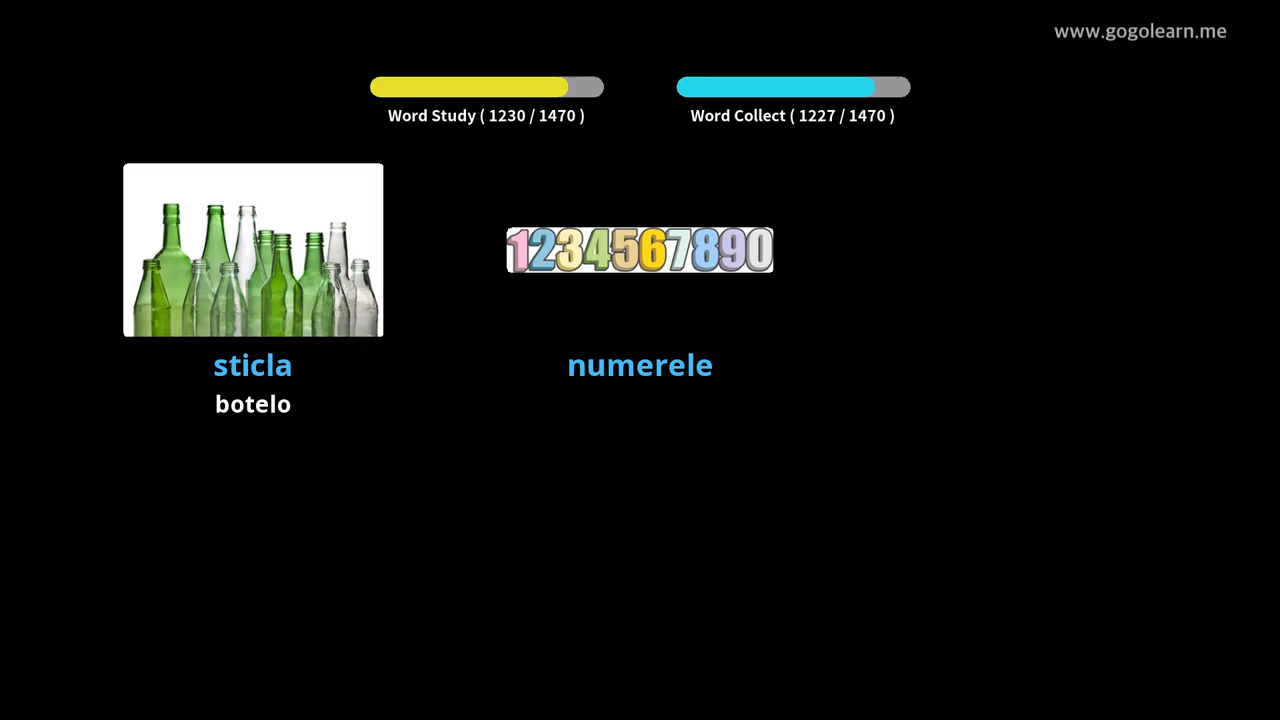 www.gogolearn.me
Word Study ( 1230 / 1470 )
Word Collect ( 1227 / 1470 )
1234567890
sticla
numerele
botelo